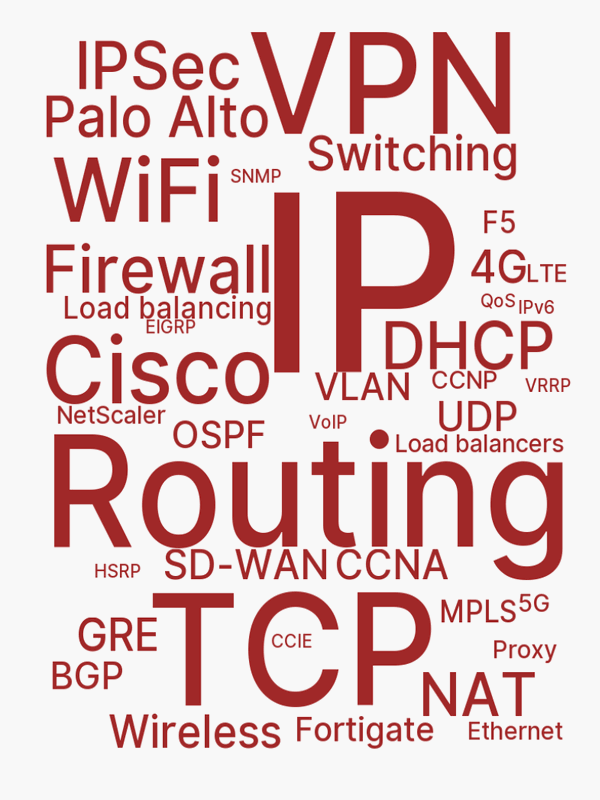 IPSec
VPN
Palo Alto
Switching
WiFi
SNMP
IP
F5
Firewall
4G
LTE
Load balancing
QoS
IPv6
EIGRP
DHCP
Cisco
VLAN
CCNP
VRRP
NetScaler
UDP
OSPF
VoIP
Load balancers
Routing
HSRP
SD-WAN
CCNA
TCP
MPLS
5G
GRE
CCIE
Proxy
BGP
NAT
Wireless
Fortigate
Ethernet